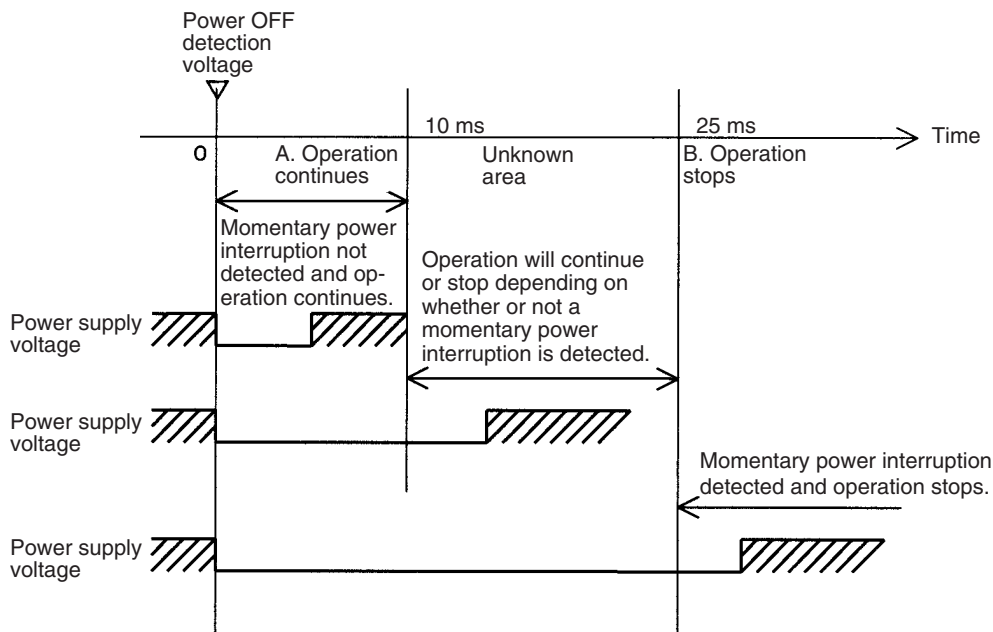 Power OFF
detection
voltage
10 ms
25 ms
Time
0
A. Operation
continues
Unknown
area
B. Operation
stops
Momentary power
interruption not
detected and op-
eration continues.
Operation will continue
or stop depending on
whether or not a
momentary power
interruption is detected.
Power supply
voltage
Power supply
voltage
Momentary power interruption
detected and operation stops.
Power supply
voltage